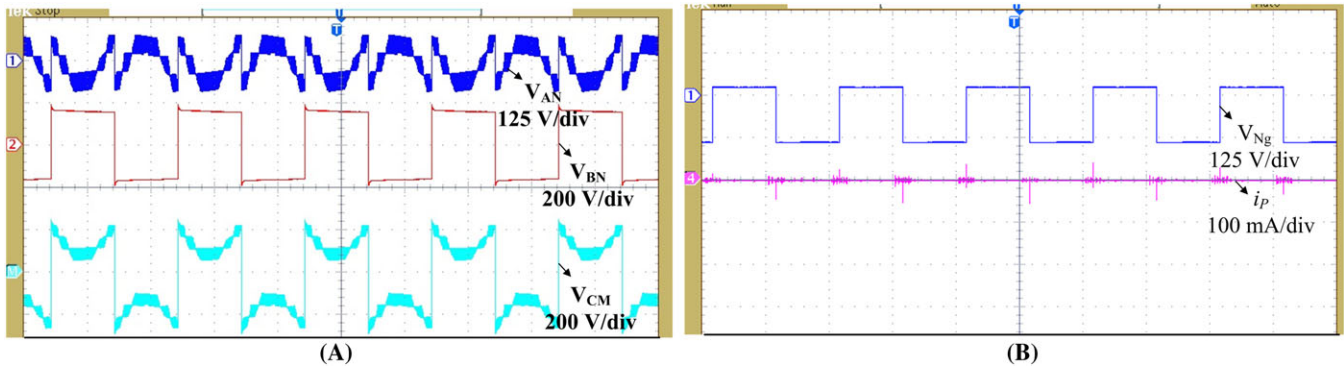 Stop
1
V_AN
125 V/div
2
V_BN
200 V/div
M
V_CM
200 V/div
(A)
1
V_Ng
125 V/div
4
i_P
100 mA/div
(B)